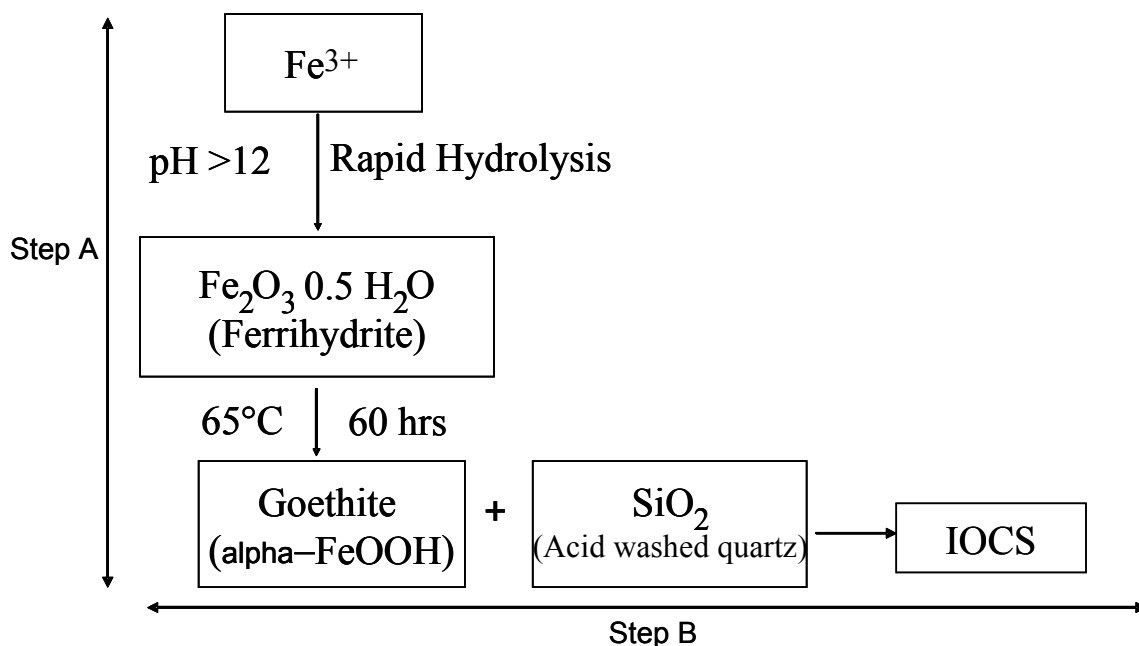 Fe³⁺
pH >12
Rapid Hydrolysis
Step A
Fe₂O₃ 0.5 H₂O
(Ferrihydrite)
65°C
60 hrs
Goethite
(alpha–FeOOH)
+
SiO₂
(Acid washed quartz)
IOCS
Step B